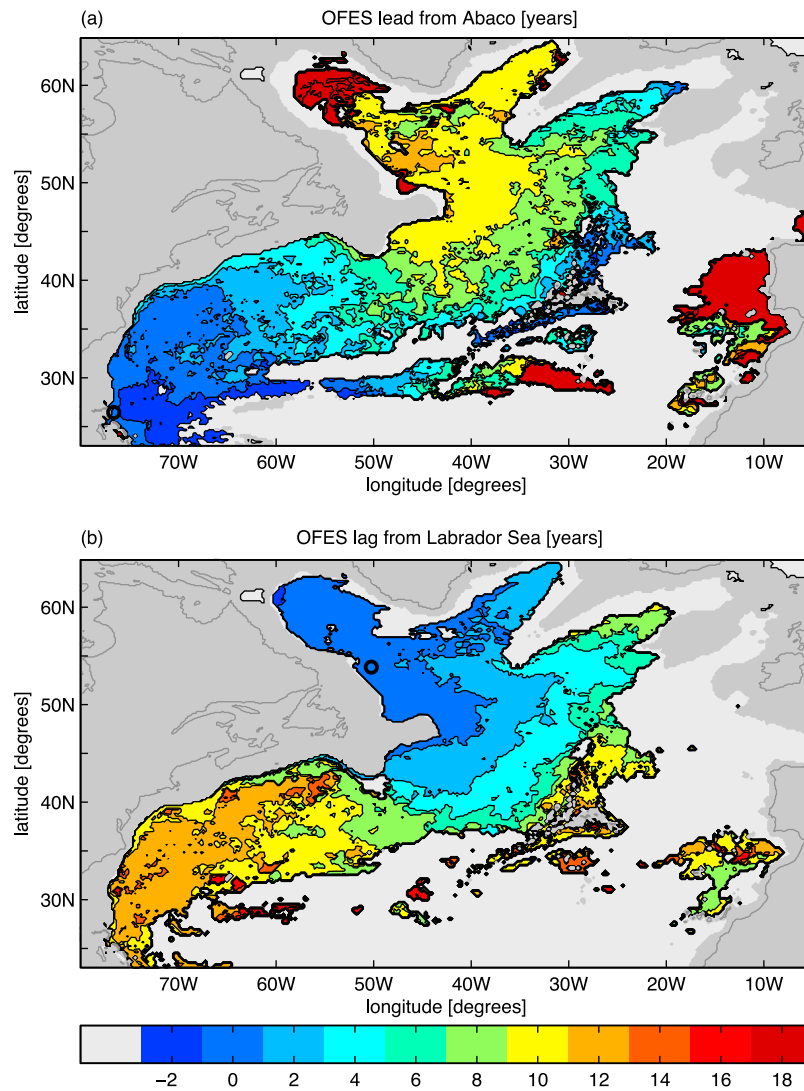 (a) OFES lead from Abaco [years]
60N
50N
40N
30N
latitude [degrees]
70W 60W 50W 40W 30W 20W 10W
longitude [degrees]
(b) OFES lag from Labrador Sea [years]
60N
50N
40N
30N
latitude [degrees]
70W 60W 50W 40W 30W 20W 10W
longitude [degrees]
−2 0 2 4 6 8 10 12 14 16 18